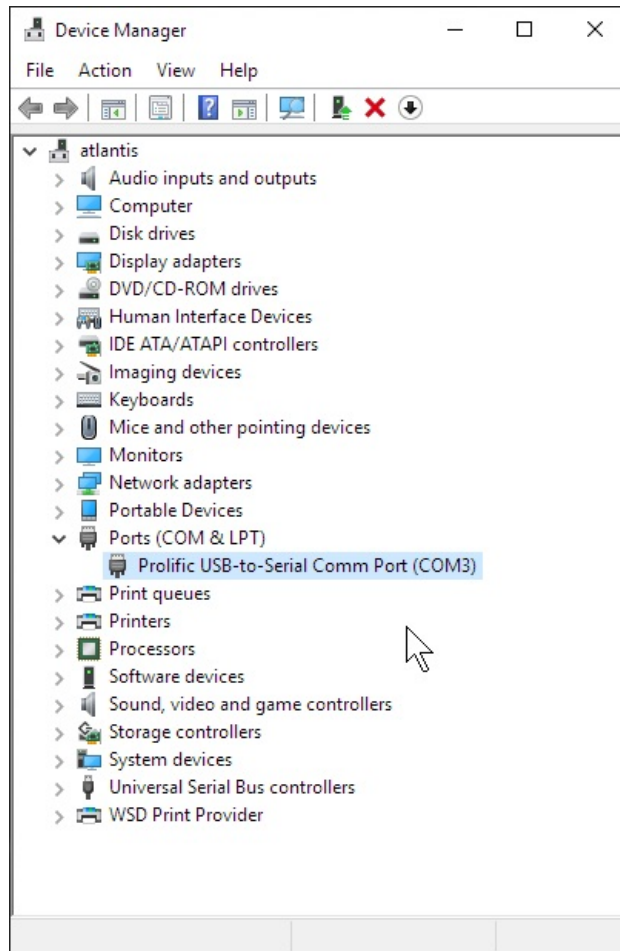 Device Manager
File Action View Help
atlantis
Audio inputs and outputs
Computer
Disk drives
Display adapters
DVD/CD-ROM drives
Human Interface Devices
IDE ATA/ATAPI controllers
Imaging devices
Keyboards
Mice and other pointing devices
Monitors
Network adapters
Portable Devices
Ports (COM & LPT)
Prolific USB-to-Serial Comm Port (COM3)
Print queues
Printers
Processors
Software devices
Sound, video and game controllers
Storage controllers
System devices
Universal Serial Bus controllers
WSD Print Provider